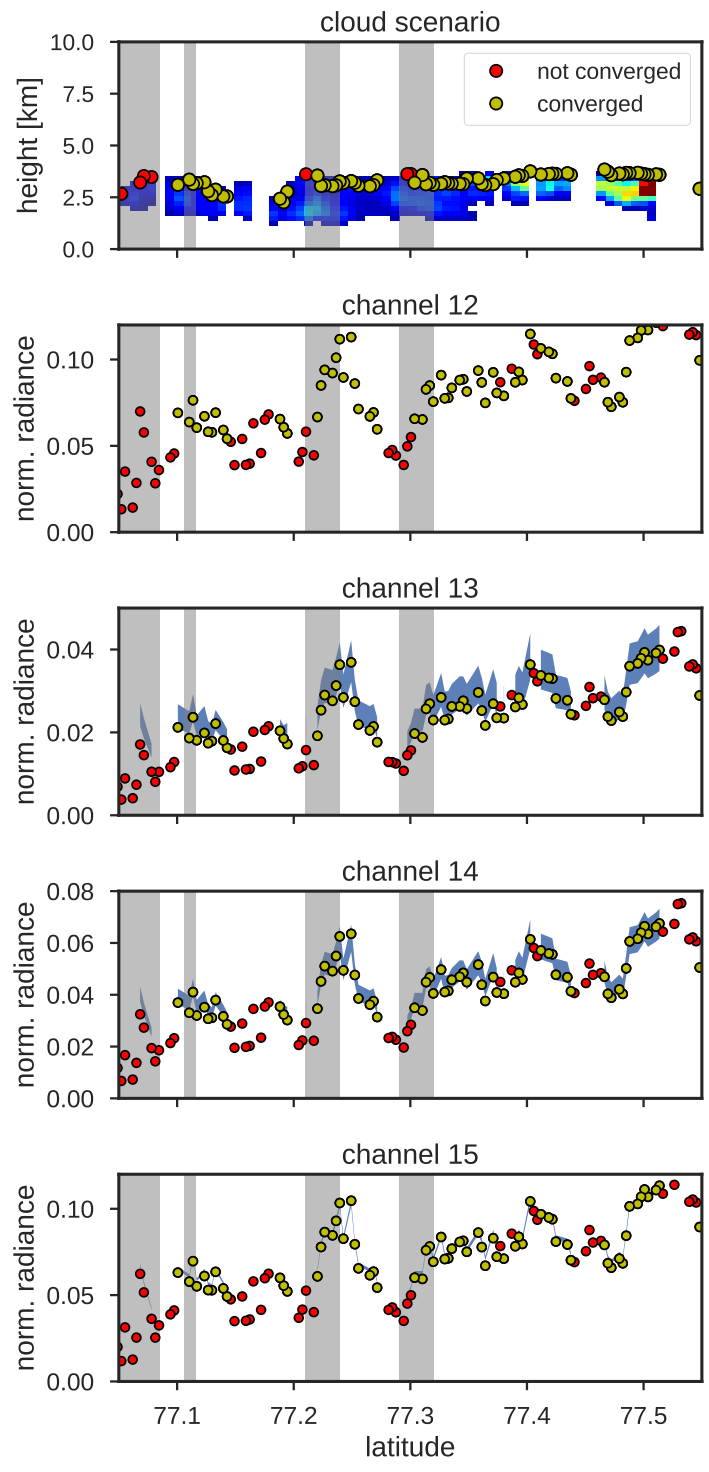 cloud scenario
10.0
7.5
5.0
2.5
0.0
height [km]
not converged
converged
channel 12
0.10
0.05
0.00
norm. radiance
channel 13
0.04
0.02
0.00
norm. radiance
channel 14
0.08
0.06
0.04
0.02
0.00
norm. radiance
channel 15
0.10
0.05
0.00
norm. radiance
77.1 77.2 77.3 77.4 77.5
latitude